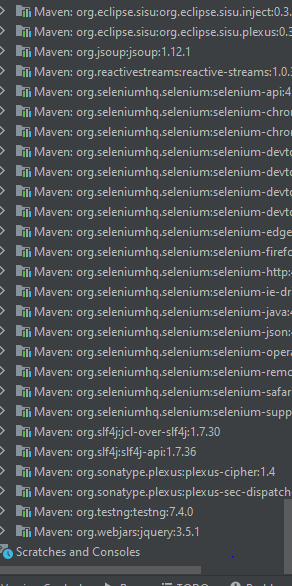 Maven: org.eclipse.sisu:org.eclipse.sisu.inject:0.3.
Maven: org.eclipse.sisu:org.eclipse.sisu.plexus:0.3
Maven: org.jsoup:jsoup:1.12.1
Maven: org.reactivestreams:reactive-streams:1.0.3
Maven: org.seleniumhq.selenium:selenium-api:4
Maven: org.seleniumhq.selenium:selenium-chro
Maven: org.seleniumhq.selenium:selenium-chro
Maven: org.seleniumhq.selenium:selenium-devto
Maven: org.seleniumhq.selenium:selenium-devto
Maven: org.seleniumhq.selenium:selenium-devto
Maven: org.seleniumhq.selenium:selenium-devto
Maven: org.seleniumhq.selenium:selenium-edge
Maven: org.seleniumhq.selenium:selenium-firefo
Maven: org.seleniumhq.selenium:selenium-http:
Maven: org.seleniumhq.selenium:selenium-ie-dr
Maven: org.seleniumhq.selenium:selenium-java:4
Maven: org.seleniumhq.selenium:selenium-json:
Maven: org.seleniumhq.selenium:selenium-opera
Maven: org.seleniumhq.selenium:selenium-remo
Maven: org.seleniumhq.selenium:selenium-safar
Maven: org.seleniumhq.selenium:selenium-supp
Maven: org.slf4j:jcl-over-slf4j:1.7.30
Maven: org.slf4j:slf4j-api:1.7.36
Maven: org.sonatype.plexus:plexus-cipher:1.4
Maven: org.sonatype.plexus:plexus-sec-dispatche
Maven: org.testng:testng:7.4.0
Maven: org.webjars:jquery:3.5.1
Scratches and Consoles